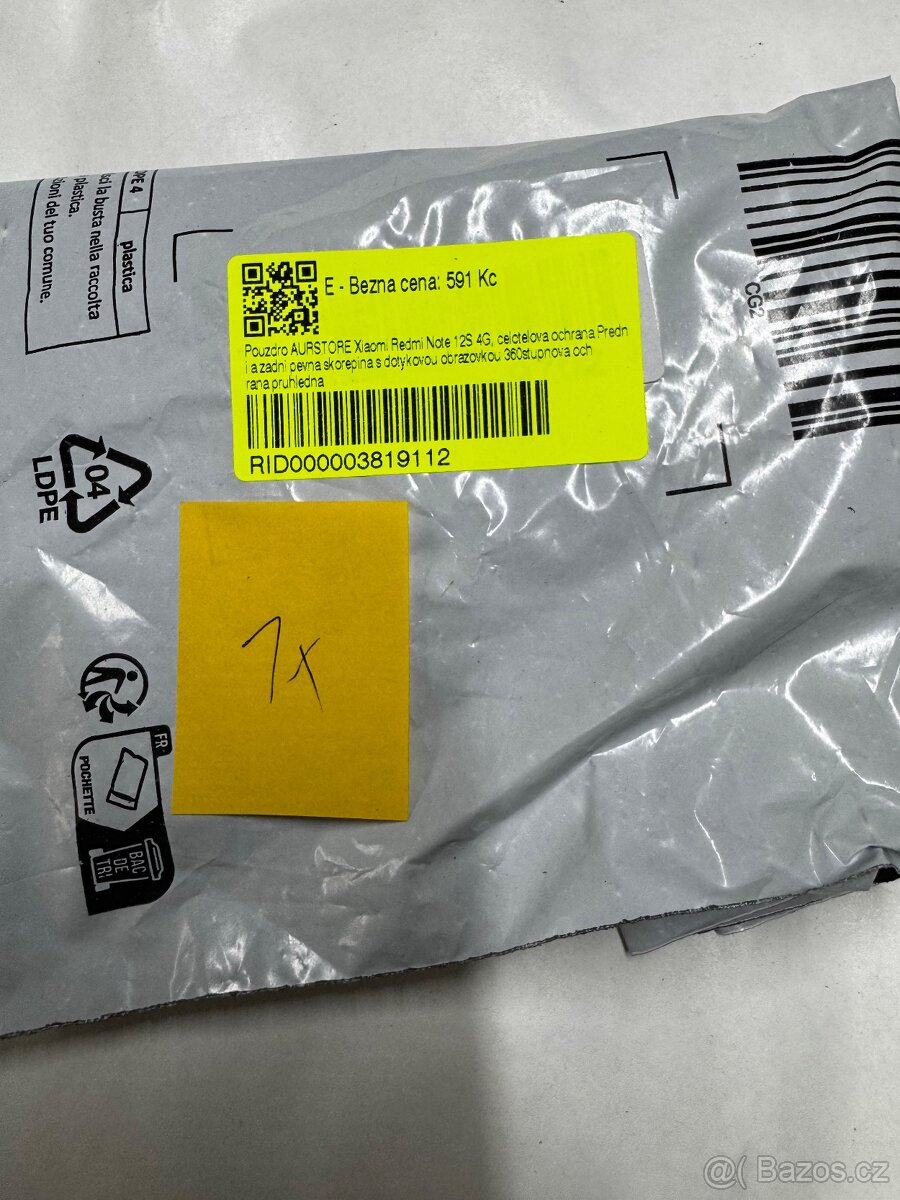 PE 4
plastica
sci la busta nella raccolta
plastica.
zioni del tuo comune.
CG2
E - Bezna cena: 591 Kc
Pouzdro AURSTORE Xiaomi Redmi Note 12S 4G, celctelova ochrana Predn
i a zadni pevna skorepina s dotykovou obrazovkou 360stupnova och
rana pruhledna
RID000003819112
04
LDPE
1x
FR
POCHETTE
BAC
DE
TRI
@( Bazos.cz